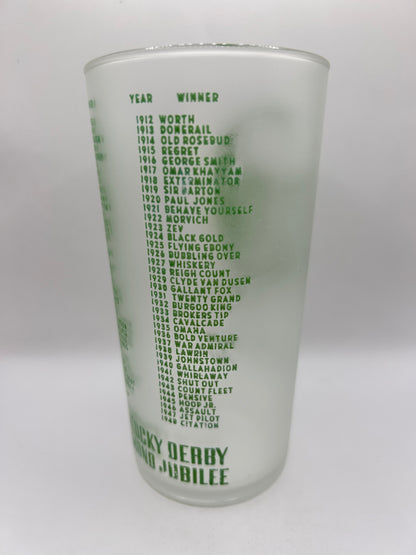 YEAR WINNER
1912 WORTH
1913 DONERAIL
1914 OLD ROSEBUD
1915 REGRET
1916 GEORGE SMITH
1917 OMAR KHAYYAM
1918 EXTERMINATOR
1919 SIR BARTON
1920 PAUL JONES
1921 BEHAVE YOURSELF
1922 MORVICH
1923 ZEV
1924 BLACK GOLD
1925 FLYING EBONY
1926 BUBBLING OVER
1927 WHISKERY
1928 REIGH COUNT
1929 CLYDE VAN DUSEN
1930 GALLANT FOX
1931 TWENTY GRAND
1932 BURGOO KING
1933 BROKERS TIP
1934 CAVALCADE
1935 OMAHA
1936 BOLD VENTURE
1937 WAR ADMIRAL
1938 LAWRIN
1939 JOHNSTOWN
1940 GALLAHADION
1941 WHIRLAWAY
1942 SHUT OUT
1943 COUNT FLEET
1944 PENSIVE
1945 HOOP JR.
1946 ASSAULT
1947 JET PILOT
1948 CITATION
UCKY DERBY
OND JUBILEE